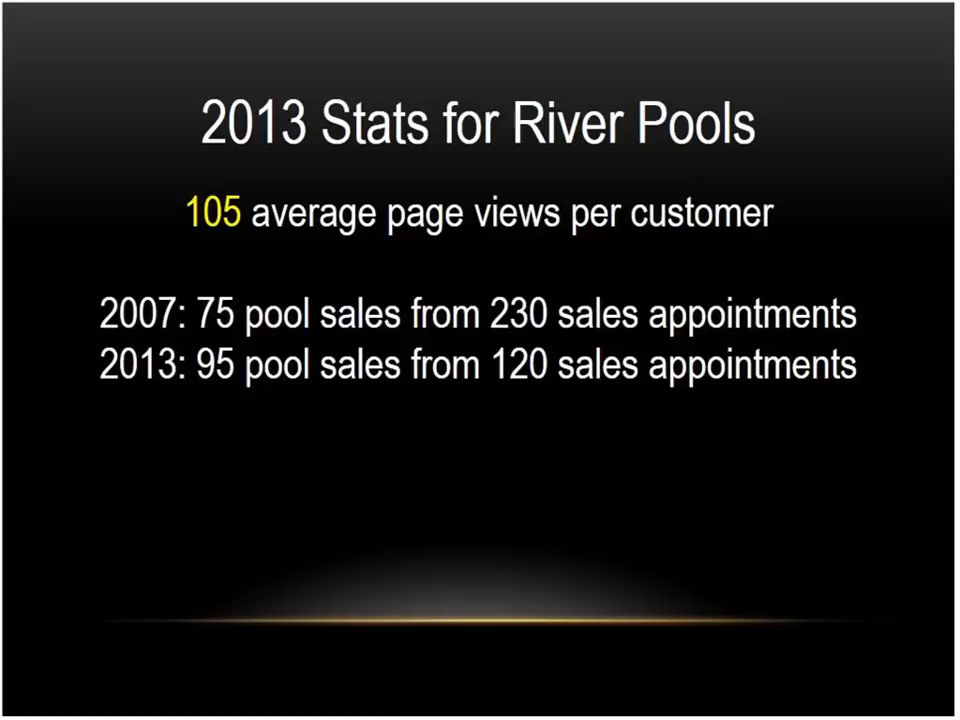 2013 Stats for River Pools
105 average page views per customer
2007: 75 pool sales from 230 sales appointments
2013: 95 pool sales from 120 sales appointments